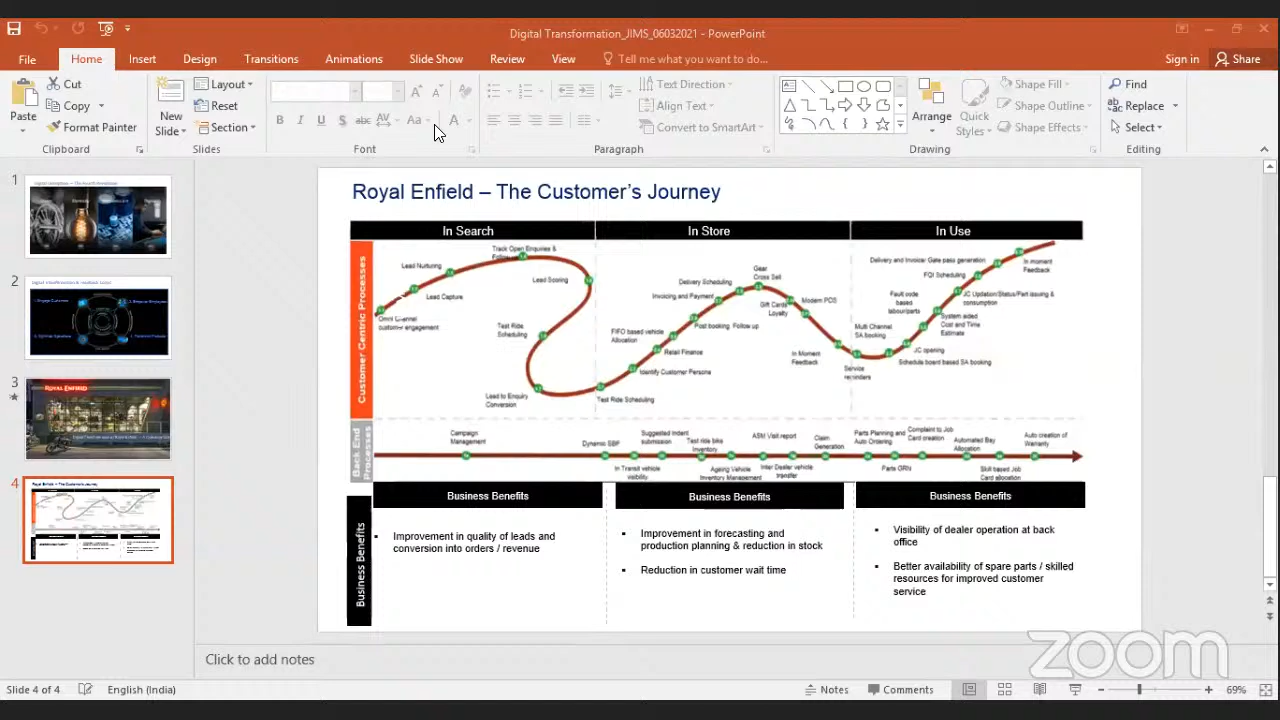 Digital Transformation_JIMS_06032021 - PowerPoint
File Home Insert Design Transitions Animations Slide Show Review View Tell me what you want to do... Sign in Share
Cut
Copy
Format Painter
Paste
Clipboard
New
Slide
Layout
Reset
Section
Slides
B I U S abc AV Aa A
Font
Text Direction
Align Text
Convert to SmartArt
Paragraph
Arrange
Quick
Styles
Shape Fill
Shape Outline
Shape Effects
Drawing
Find
Replace
Select
Editing
1
2
3
ROYAL ENFIELD
4
Royal Enfield – The Customer's Journey
In Search In Store In Use
Customer Centric Processes
Track Open Enquiries &
Lead Nurturing
Lead Capture
Lead Scoring
customer engagement
Test Ride
Scheduling
Lead to Enquiry
Conversion
Test Ride Scheduling
Identify Customer Persona
Retail Finance
FIFO based vehicle
Allocation
Post booking Follow up
Invoicing and Payment
Delivery Scheduling
Gear
Cross Sell
Gift Cards
Loyalty
Modern PDS
In Moment
Feedback
Service
reminders
Multi Channel
SA booking
Schedule board based SA booking
JC opening
System aided
Cost and Time
Estimate
Fault code
based
labour/parts
JC Updation/Status/Part issuing &
consumption
FQI Scheduling
Delivery and Invoice/ Gate pass generation
In moment
Feedback
Back End
Processes
Campaign
Management
Dynamic SBF
In Transit vehicle
visibility
Suggested Indent
submission
Test ride bike
Inventory
Ageing Vehicle
Inventory Management
ASM Visit report
Inter Dealer vehicle
transfer
Claim
Generation
Parts Planning and
Auto Ordering
Parts GRN
Complaint to Job
Card creation
Automated Bay
Allocation
Skill based Job
Card allocation
Auto creation of
Warranty
Business Benefits Business Benefits Business Benefits
Business Benefits
Improvement in quality of leads and
conversion into orders / revenue
Improvement in forecasting and
production planning & reduction in stock
Reduction in customer wait time
Visibility of dealer operation at back
office
Better availability of spare parts / skilled
resources for improved customer
service
Click to add notes
zoom
Slide 4 of 4 English (India) Notes Comments 69%